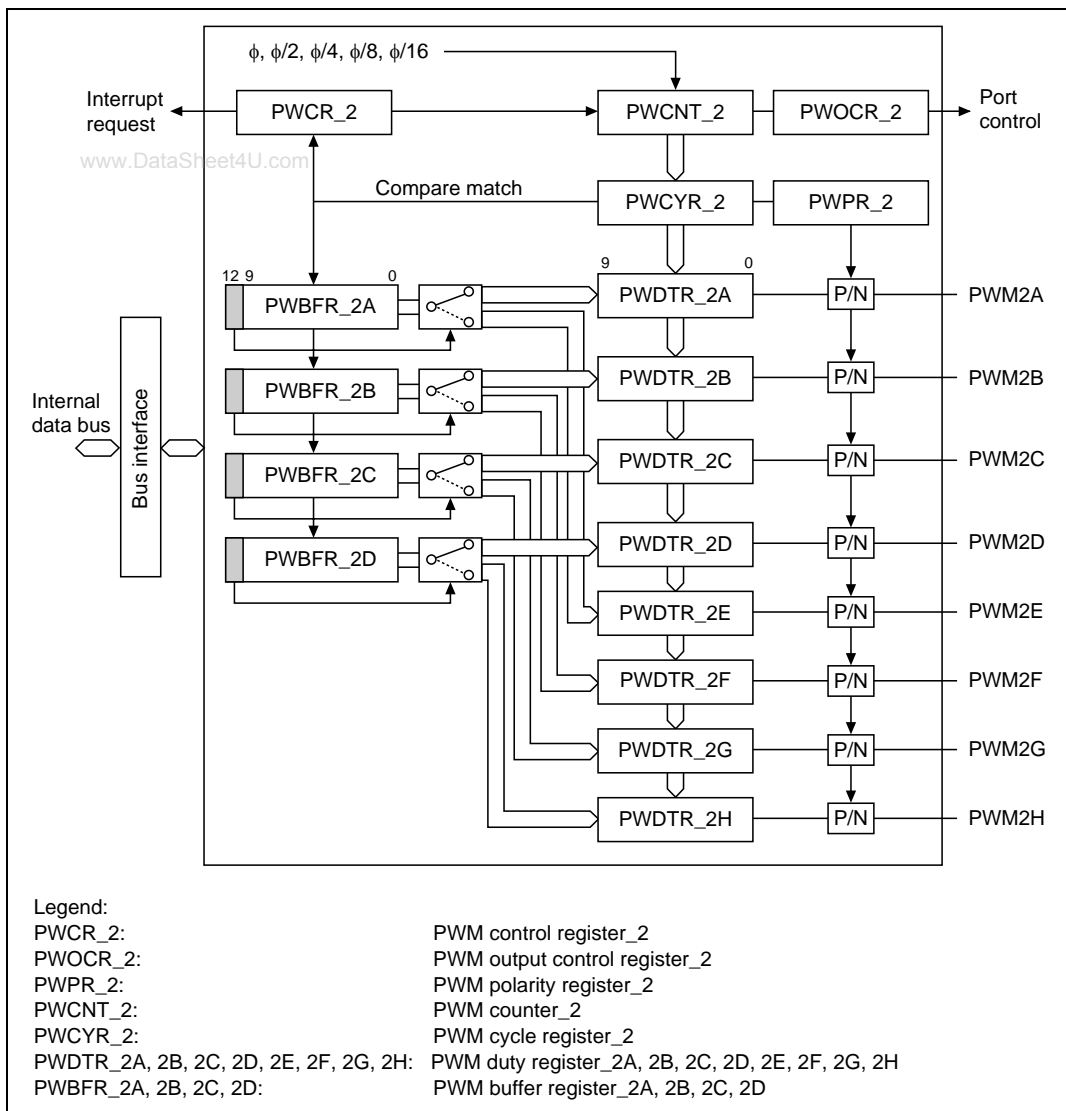 ϕ, ϕ/2, ϕ/4, ϕ/8, ϕ/16
Interrupt
request
PWCR_2
PWCNT_2
PWOCR_2
Port
control
www.DataSheet4U.com
Compare match
PWCYR_2
PWPR_2
12 9 0
9 0
PWBFR_2A
PWDTR_2A
P/N
PWM2A
PWBFR_2B
PWDTR_2B
P/N
PWM2B
Internal
data bus
Bus interface
PWBFR_2C
PWDTR_2C
P/N
PWM2C
PWBFR_2D
PWDTR_2D
P/N
PWM2D
PWDTR_2E
P/N
PWM2E
PWDTR_2F
P/N
PWM2F
PWDTR_2G
P/N
PWM2G
PWDTR_2H
P/N
PWM2H
Legend:
PWCR_2: PWM control register_2
PWOCR_2: PWM output control register_2
PWPR_2: PWM polarity register_2
PWCNT_2: PWM counter_2
PWCYR_2: PWM cycle register_2
PWDTR_2A, 2B, 2C, 2D, 2E, 2F, 2G, 2H: PWM duty register_2A, 2B, 2C, 2D, 2E, 2F, 2G, 2H
PWBFR_2A, 2B, 2C, 2D: PWM buffer register_2A, 2B, 2C, 2D